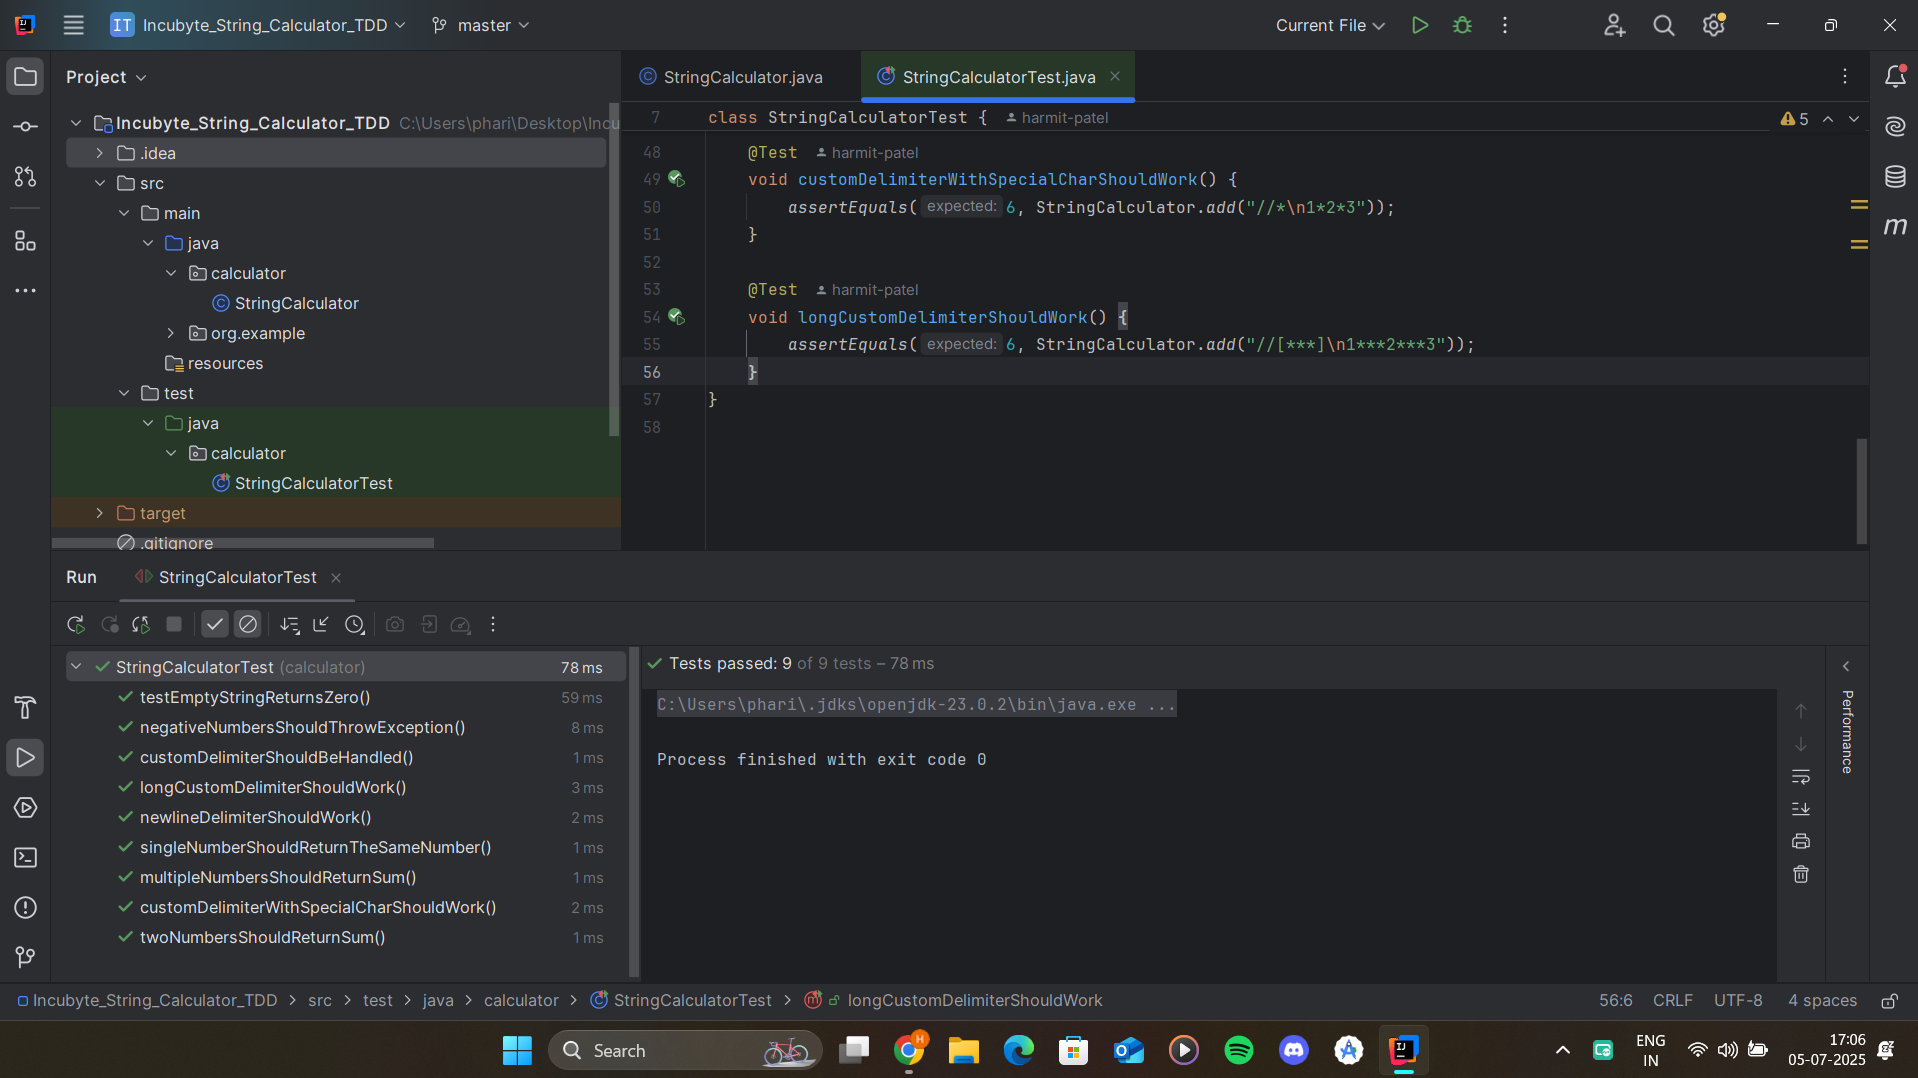 IT Incubyte_String_Calculator_TDD master Current File
Project
StringCalculator.java StringCalculatorTest.java
Incubyte_String_Calculator_TDD C:\Users\phari\Desktop\Incu
.idea
src
main
java
calculator
StringCalculator
org.example
resources
test
java
calculator
StringCalculatorTest
target
.gitignore
7 class StringCalculatorTest { harmit-patel 5
48 @Test harmit-patel
49 void customDelimiterWithSpecialCharShouldWork() {
50 assertEquals( expected: 6, StringCalculator.add("//*\n1*2*3"));
51 }
52
53 @Test harmit-patel
54 void longCustomDelimiterShouldWork() {
55 assertEquals( expected: 6, StringCalculator.add("//[***]\n1***2***3"));
56 }
57 }
58
m
Run StringCalculatorTest
StringCalculatorTest (calculator) 78 ms
testEmptyStringReturnsZero() 59 ms
negativeNumbersShouldThrowException() 8 ms
customDelimiterShouldBeHandled() 1 ms
longCustomDelimiterShouldWork() 3 ms
newlineDelimiterShouldWork() 2 ms
singleNumberShouldReturnTheSameNumber() 1 ms
multipleNumbersShouldReturnSum() 1 ms
customDelimiterWithSpecialCharShouldWork() 2 ms
twoNumbersShouldReturnSum() 1 ms
Tests passed: 9 of 9 tests – 78 ms
C:\Users\phari\.jdks\openjdk-23.0.2\bin\java.exe ...
Process finished with exit code 0
Performance
Incubyte_String_Calculator_TDD > src > test > java > calculator > StringCalculatorTest > longCustomDelimiterShouldWork 56:6 CRLF UTF-8 4 spaces
Search
ENG
IN
17:06
05-07-2025